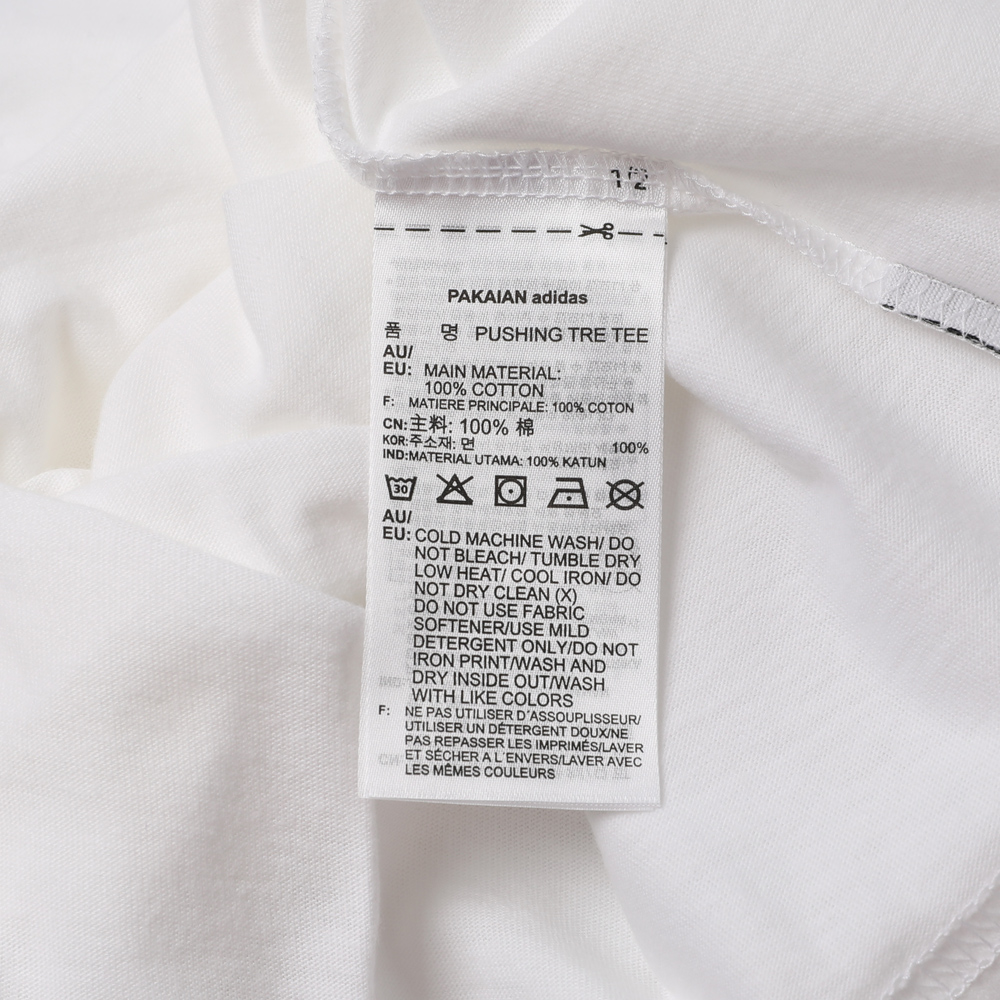 1/2
PAKAIAN adidas
품 명 PUSHING TRE TEE
AU/
EU: MAIN MATERIAL:
100% COTTON
F: MATIERE PRINCIPALE: 100% COTON
CN:主料: 100% 棉
KOR:주소재: 면 100%
IND:MATERIAL UTAMA: 100% KATUN
30
AU/
EU: COLD MACHINE WASH/ DO
NOT BLEACH/ TUMBLE DRY
LOW HEAT/ COOL IRON/ DO
NOT DRY CLEAN (X)
DO NOT USE FABRIC
SOFTENER/USE MILD
DETERGENT ONLY/DO NOT
IRON PRINT/WASH AND
DRY INSIDE OUT/WASH
WITH LIKE COLORS
F: NE PAS UTILISER D'ASSOUPLISSEUR/
UTILISER UN DÉTERGENT DOUX/NE
PAS REPASSER LES IMPRIMÉS/LAVER
ET SÉCHER A L'ENVERS/LAVER AVEC
LES MÊMES COULEURS